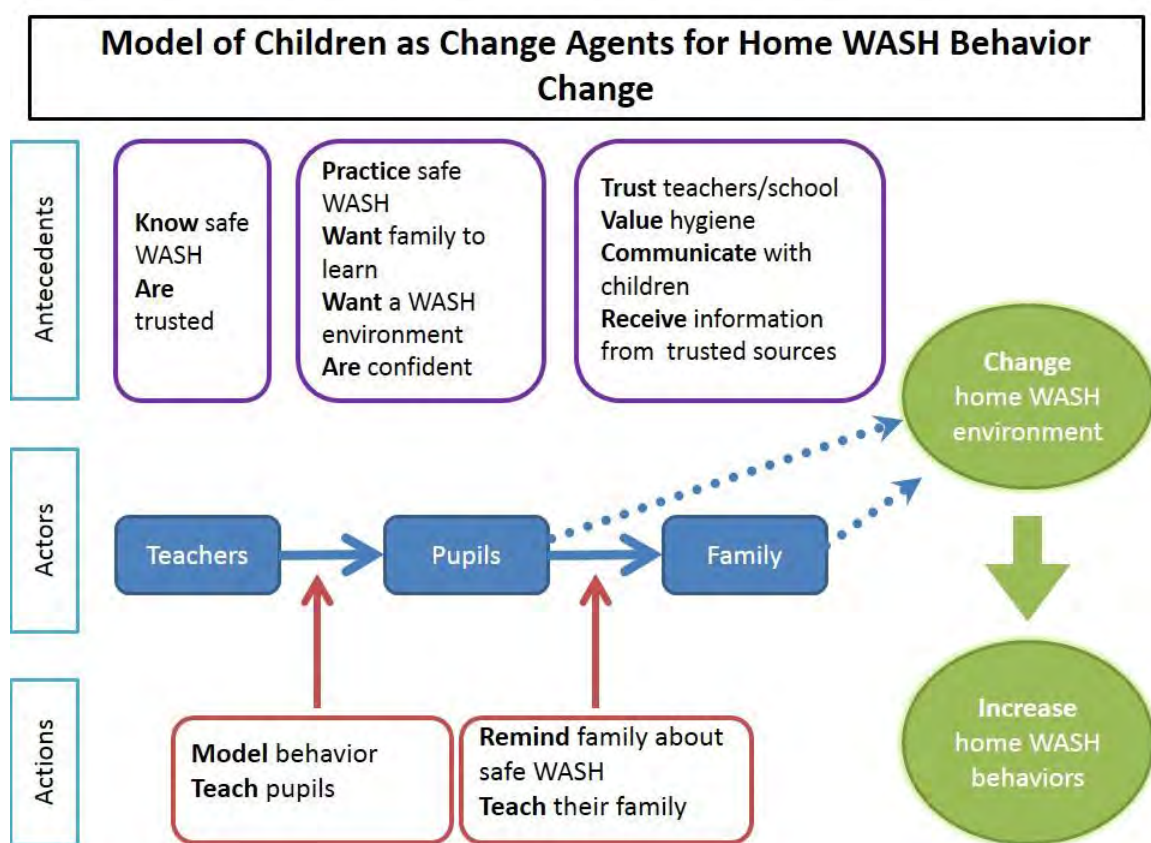 Model of Children as Change Agents for Home WASH Behavior
Change
Antecedents
Know safe
WASH
Are
trusted
Practice safe
WASH
Want family to
learn
Want a WASH
environment
Are confident
Trust teachers/school
Value hygiene
Communicate with
children
Receive information
from trusted sources
Change
home WASH
environment
Actors
Teachers
Pupils
Family
Actions
Model behavior
Teach pupils
Remind family about
safe WASH
Teach their family
Increase
home WASH
behaviors